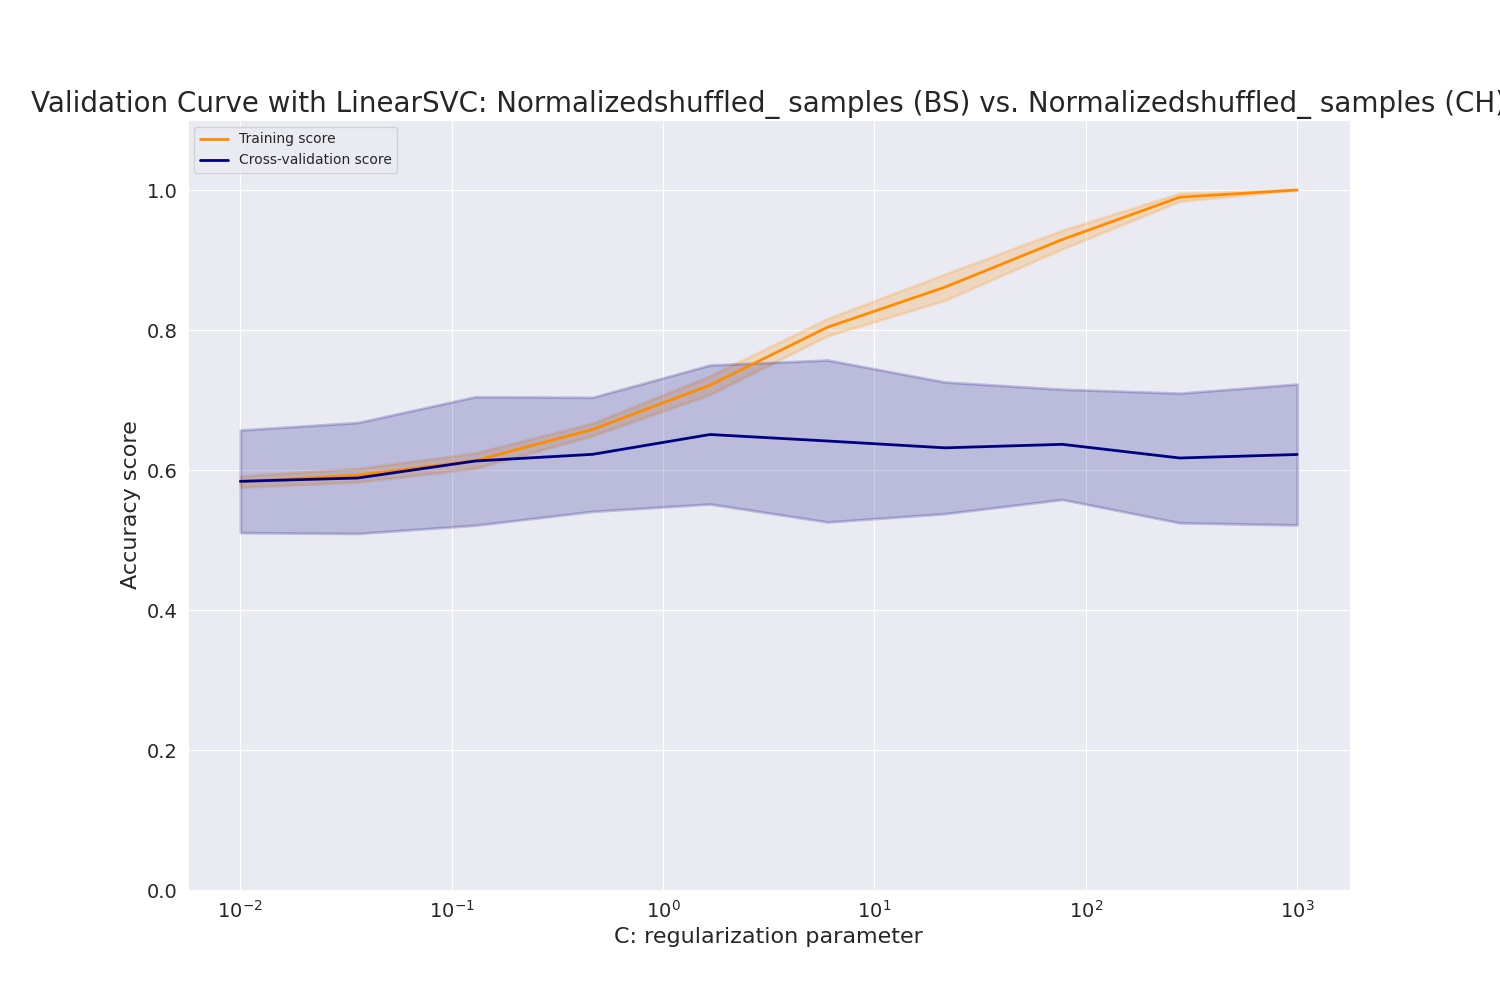 Validation Curve with LinearSVC: Normalizedshuffled_ samples (BS) vs. Normalizedshuffled_ samples (CH)
Training score
Cross-validation score
1.0
0.8
0.6
0.4
0.2
0.0
Accuracy score
10⁻² 10⁻¹ 10⁰ 10¹ 10² 10³
C: regularization parameter